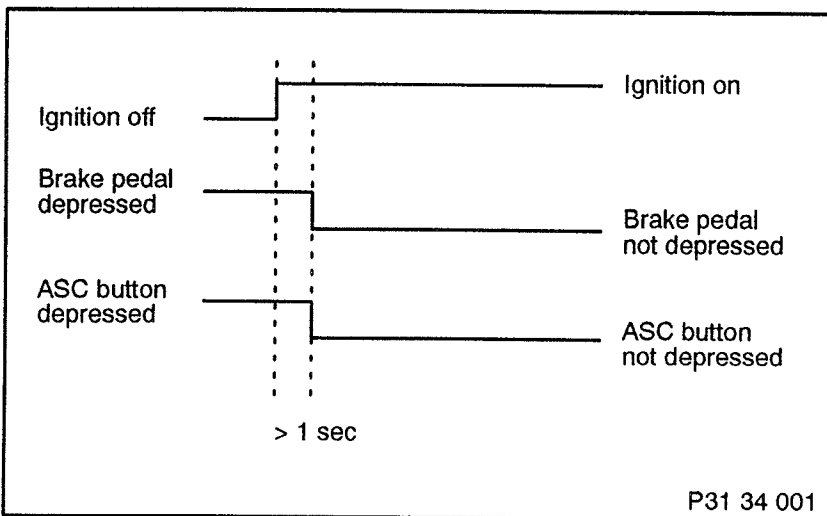 Ignition on
Ignition off
Brake pedal
depressed
Brake pedal
not depressed
ASC button
depressed
ASC button
not depressed
> 1 sec
P31 34 001